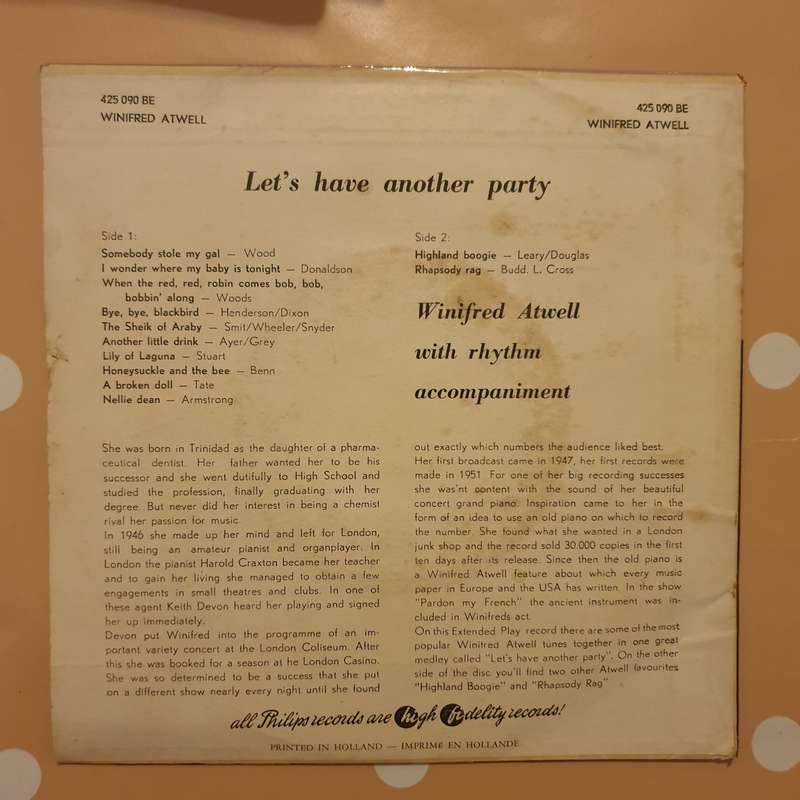 425 090 BE
WINIFRED ATWELL
425 090 BE
WINIFRED ATWELL
Let's have another party
Side 1:
Somebody stole my gal — Wood
I wonder where my baby is tonight — Donaldson
When the red, red, robin comes bob, bob,
bobbin' along — Woods
Bye, bye, blackbird — Henderson/Dixon
The Sheik of Araby — Smit/Wheeler/Snyder
Another little drink — Ayer/Grey
Lily of Laguna — Stuart
Honeysuckle and the bee — Benn
A broken doll — Tate
Nellie dean — Armstrong
Side 2:
Highland boogie — Leary/Douglas
Rhapsody rag — Budd. L. Cross
Winifred Atwell
with rhythm
accompaniment
She was born in Trinidad as the daughter of a pharma-
ceutical dentist. Her father wanted her to be his
successor and she went dutifully to High School and
studied the profession, finally graduating with her
degree. But never did her interest in being a chemist
rival her passion for music.
In 1946 she made up her mind and left for London,
still being an amateur pianist and organplayer. In
London the pianist Harold Craxton became her teacher
and to gain her living she managed to obtain a few
engagements in small theatres and clubs. In one of
these agent Keith Devon heard her playing and signed
her up immediately.
Devon put Winifred into the programme of an im-
portant variety concert at the London Coliseum. After
this she was booked for a season at he London Casino.
She was so determined to be a success that she put
on a different show nearly every night until she found
out exactly which numbers the audience liked best.
Her first broadcast came in 1947, her first records were
made in 1951. For one of her big recording successes
she was'nt content with the sound of her beautiful
concert grand piano. Inspiration came to her in the
form of an idea to use an old piano on which to record
the number. She found what she wanted in a London
junk shop and the record sold 30.000 copies in the first
ten days after its release. Since then the old piano is
a Winifred Atwell feature about which every music
paper in Europe and the USA has written. In the show
"Pardon my French" the ancient instrument was in-
cluded in Winifreds act.
On this Extended Play record there are some of the most
popular Winifred Atwell tunes together in one great
medley called "Let's have another party". On the other
side of the disc you'll find two other Atwell favourites
"Highland Boogie" and "Rhapsody Rag"
all Philips records are high fidelity records!
PRINTED IN HOLLAND — IMPRIMÉ EN HOLLANDE